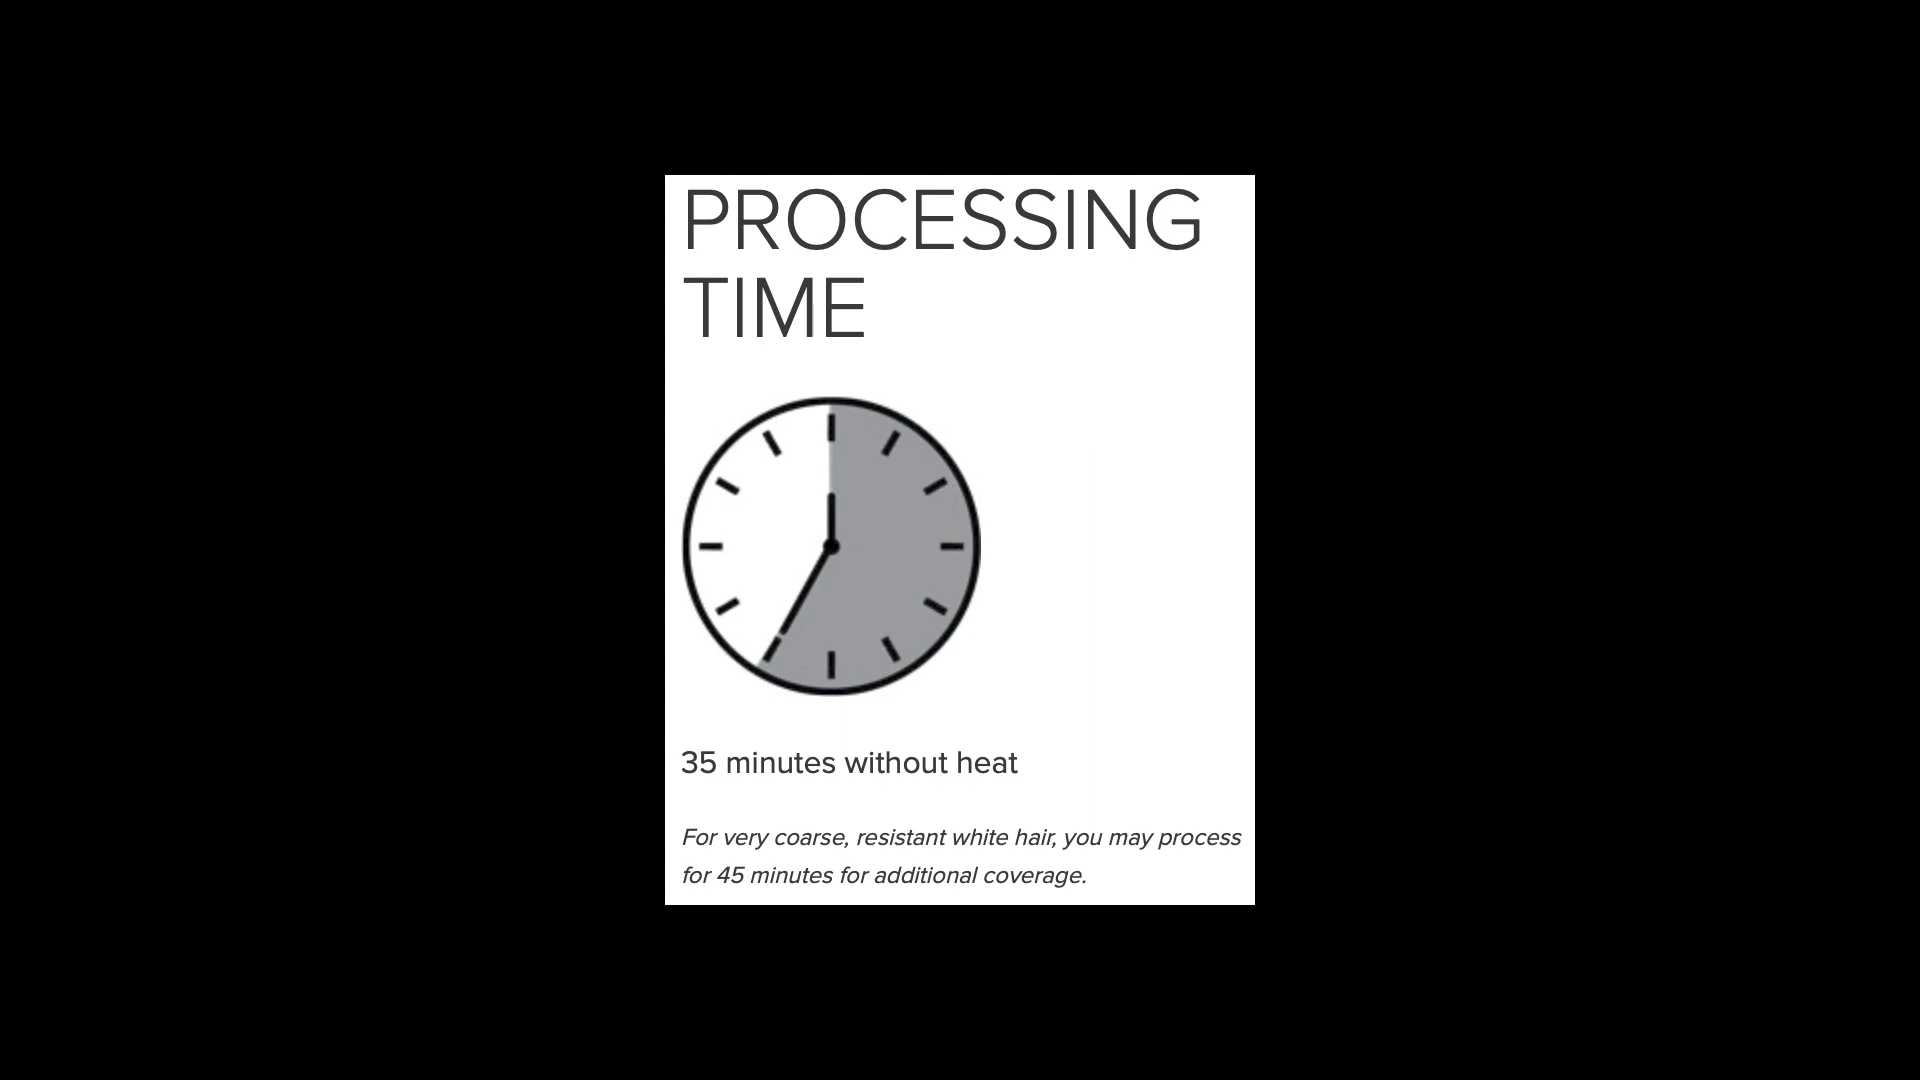 PROCESSING
TIME
35 minutes without heat
For very coarse, resistant white hair, you may process
for 45 minutes for additional coverage.